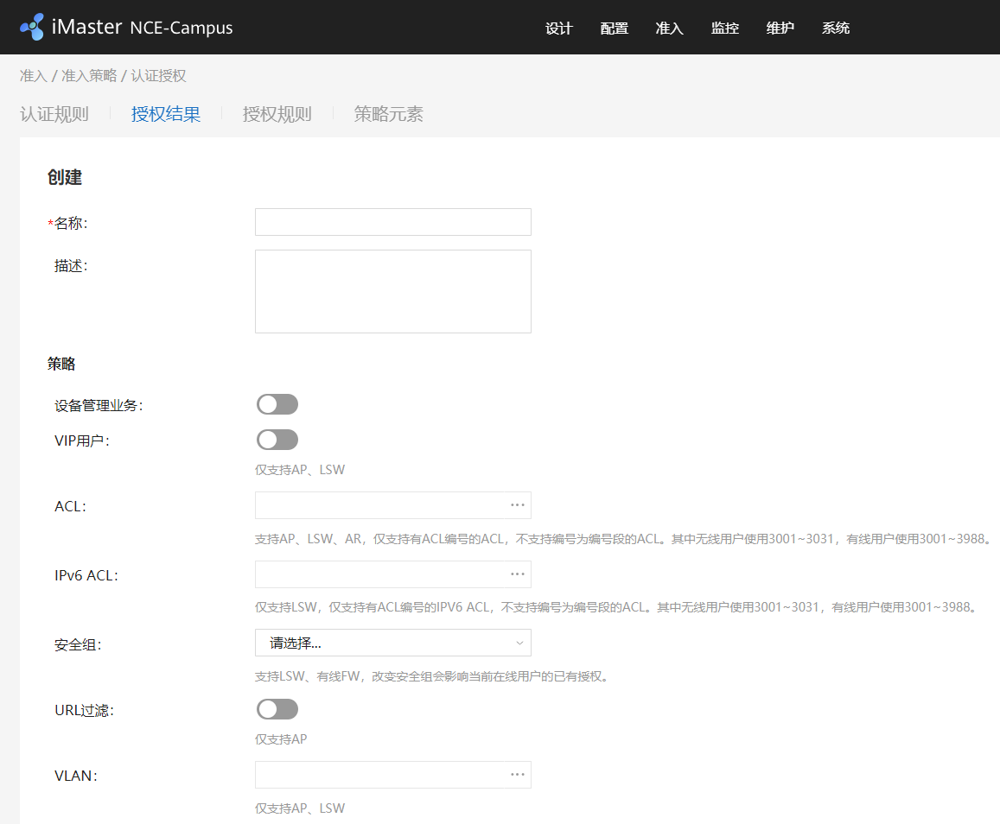 iMaster NCE-Campus 设计 配置 准入 监控 维护 系统
准入 / 准入策略 / 认证授权
认证规则 授权结果 授权规则 策略元素
创建
*名称：
描述：
策略
设备管理业务：
VIP用户：
仅支持AP、LSW
ACL： ...
支持AP、LSW、AR，仅支持有ACL编号的ACL，不支持编号为编号段的ACL。其中无线用户使用3001~3031，有线用户使用3001~3988。
IPv6 ACL： ...
仅支持LSW，仅支持有ACL编号的IPV6 ACL，不支持编号为编号段的ACL。其中无线用户使用3001~3031，有线用户使用3001~3988。
安全组： 请选择...
支持LSW、有线FW，改变安全组会影响当前在线用户的已有授权。
URL过滤：
仅支持AP
VLAN： ...
仅支持AP、LSW